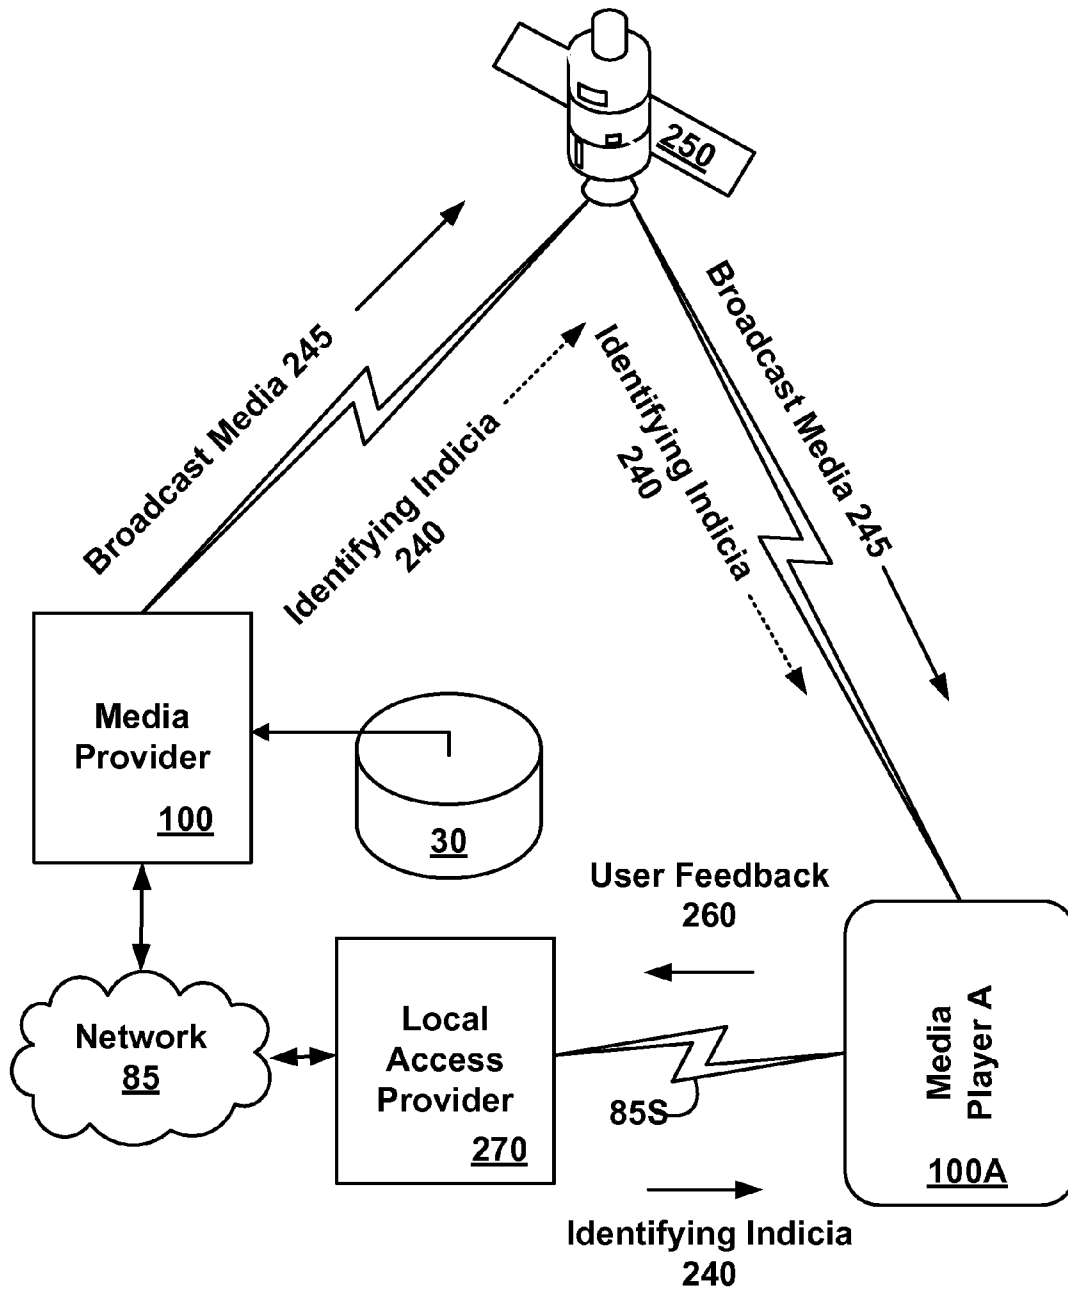 250
Broadcast Media 245
Identifying Indicia
240
Identifying Indicia
240
Broadcast Media 245
Media
Provider
100
30
User Feedback
260
Network
85
Local
Access
Provider
270
85S
Media
Player A
100A
Identifying Indicia
240